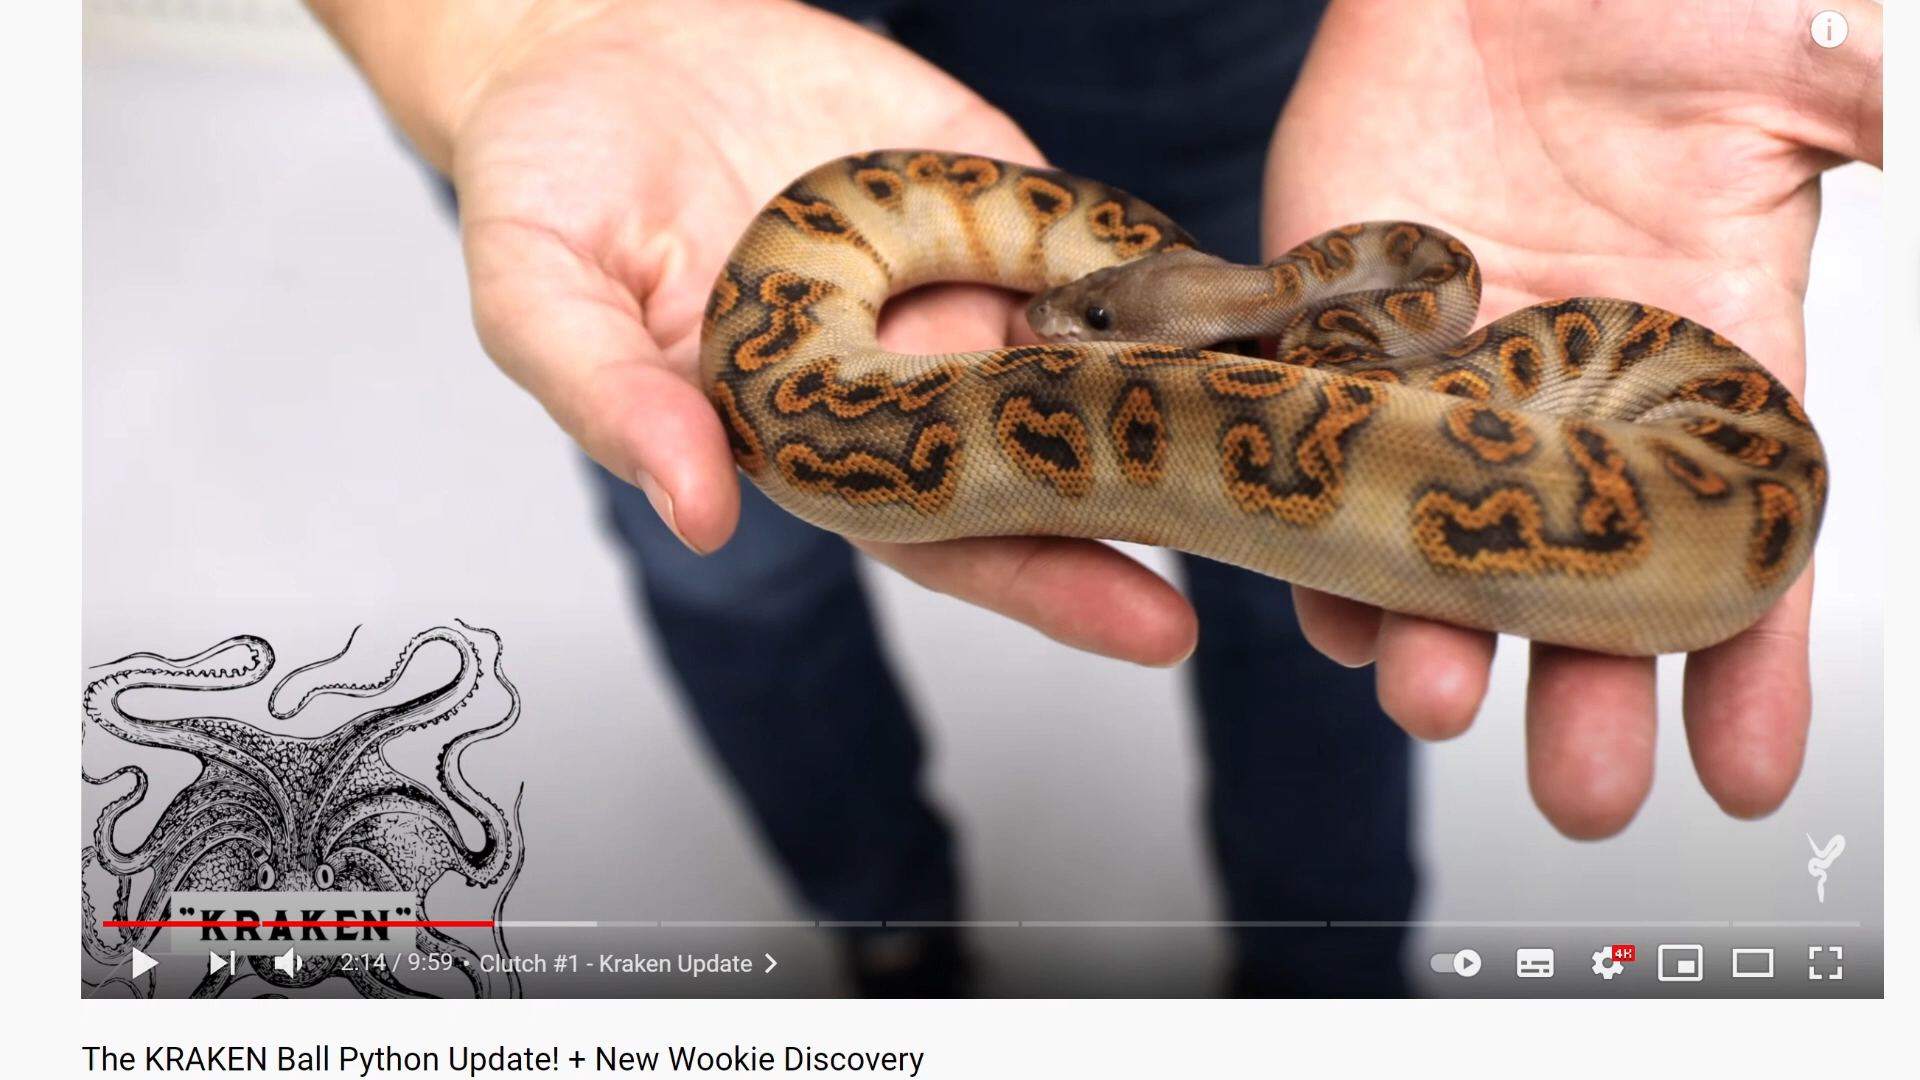 "KRAKEN"
2:14 / 9:59 • Clutch #1 - Kraken Update
4K
The KRAKEN Ball Python Update! + New Wookie Discovery